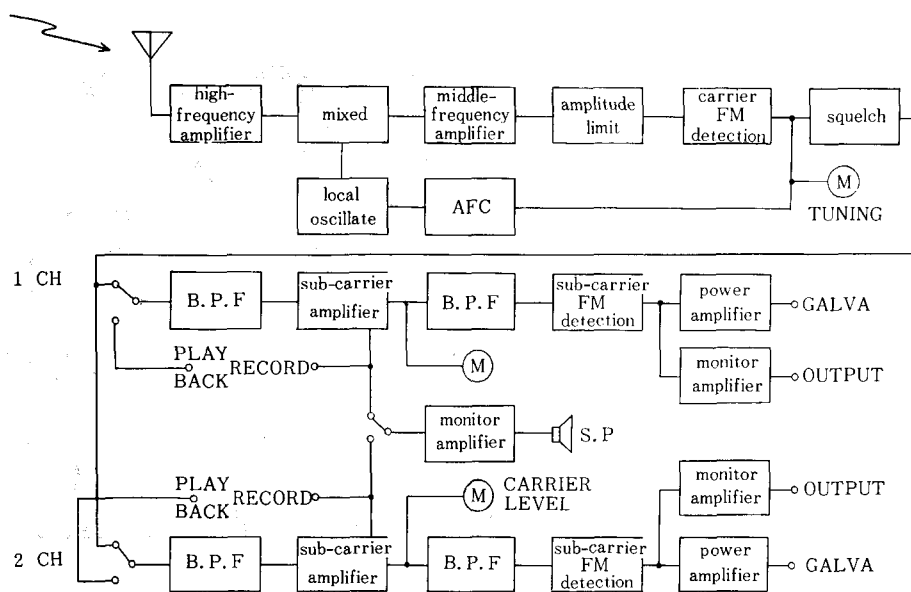 high-
frequency
amplifier
mixed
middle-
frequency
amplifier
amplitude
limit
carrier
FM
detection
squelch
local
oscillate
AFC
M
TUNING
1 CH
B.P.F
sub-carrier
amplifier
B.P.F
sub-carrier
FM
detection
power
amplifier
GALVA
PLAY
BACK
RECORD
M
monitor
amplifier
OUTPUT
monitor
amplifier
S.P
PLAY
BACK
RECORD
M
CARRIER
LEVEL
monitor
amplifier
OUTPUT
2 CH
B.P.F
sub-carrier
amplifier
B.P.F
sub-carrier
FM
detection
power
amplifier
GALVA